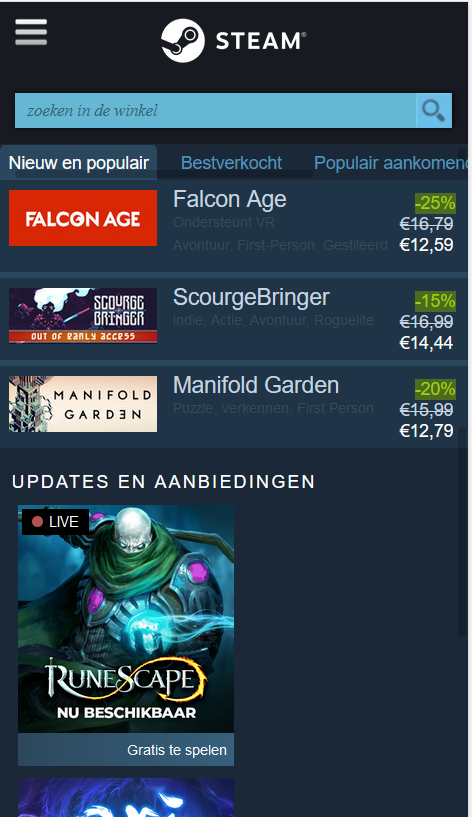 STEAM®
zoeken in de winkel
Nieuw en populair Bestverkocht Populair aankomend
FALCON AGE
Falcon Age
-25%
Ondersteunt VR
€16,79
Avontuur, First-Person, Gestileerd
€12,59
SCOURGE BRINGER
OUT OF EARLY ACCESS
ScourgeBringer
-15%
Indie, Actie, Avontuur, Roguelite
€16,99
€14,44
MANIFOLD GARDEN
Manifold Garden
-20%
Puzzle, Verkennen, First Person
€15,99
€12,79
UPDATES EN AANBIEDINGEN
LIVE
RUNESCAPE
NU BESCHIKBAAR
Gratis te spelen